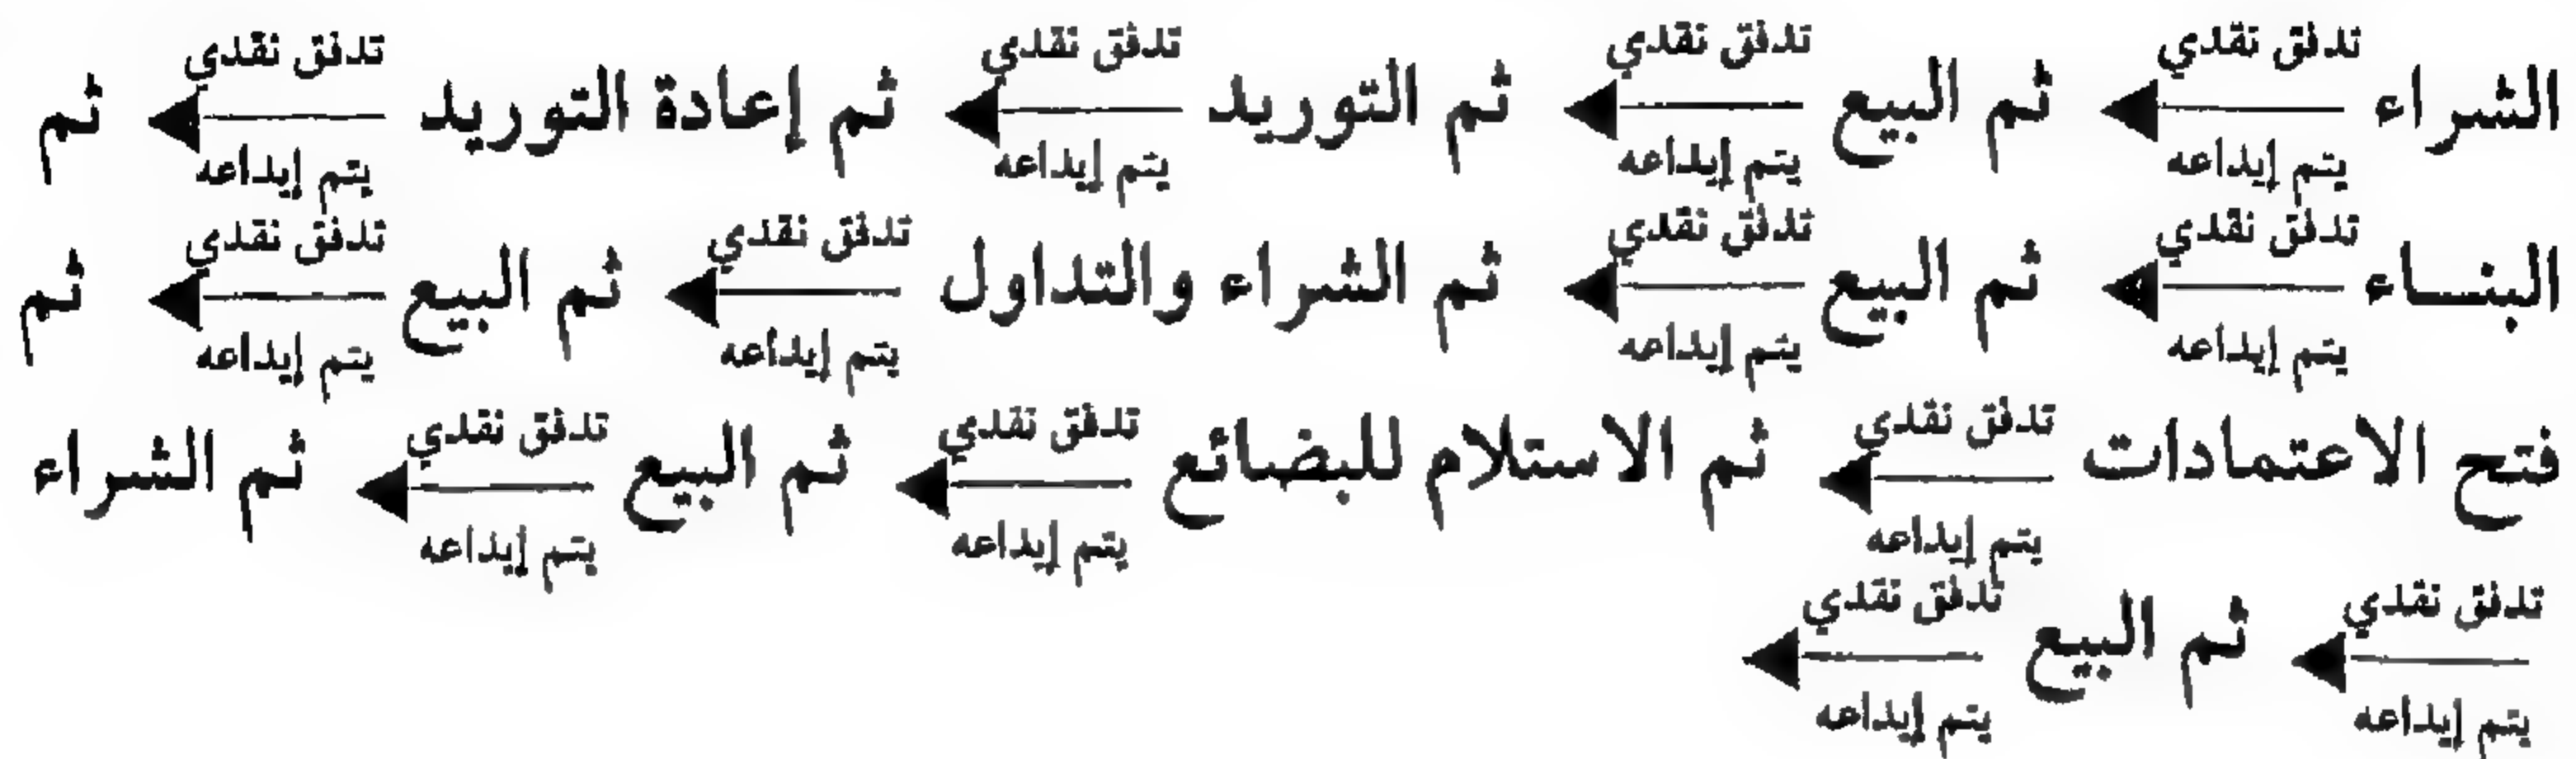 تدفق نقدي تدفق نقدي تدفق نقدي تدفق نقدي
الشراء ← ثم البيع ← ثم التوريد ← ثم إعادة التوريد ← ثم
يتم إيداعه يتم إيداعه يتم إيداعه يتم إيداعه
تدفق نقدي تدفق نقدي تدفق نقدي تدفق نقدي
البنــاء ← ثم البيع ← ثم الشراء والتداول ← ثم البيع ← ثم
يتم إيداعه يتم إيداعه يتم إيداعه يتم إيداعه
تدفق نقدي تدفق نقدي تدفق نقدي
فتح الاعتمادات ← ثم الاستلام للبضائع ← ثم البيع ← ثم الشراء
يتم إيداعه يتم إيداعه يتم إيداعه
تدفق نقدي تدفق نقدي
← ثم البيع ←
يتم إيداعه يتم إيداعه